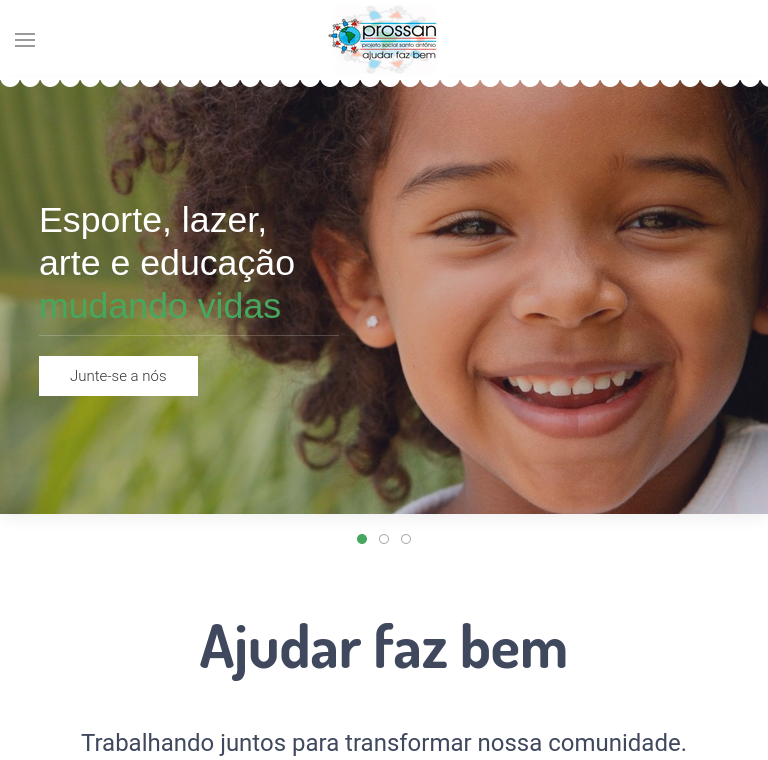 prossan
projeto social santo antônio
ajudar faz bem
Esporte, lazer,
arte e educação
mudando vidas
Junte-se a nós
Ajudar faz bem
Trabalhando juntos para transformar nossa comunidade.